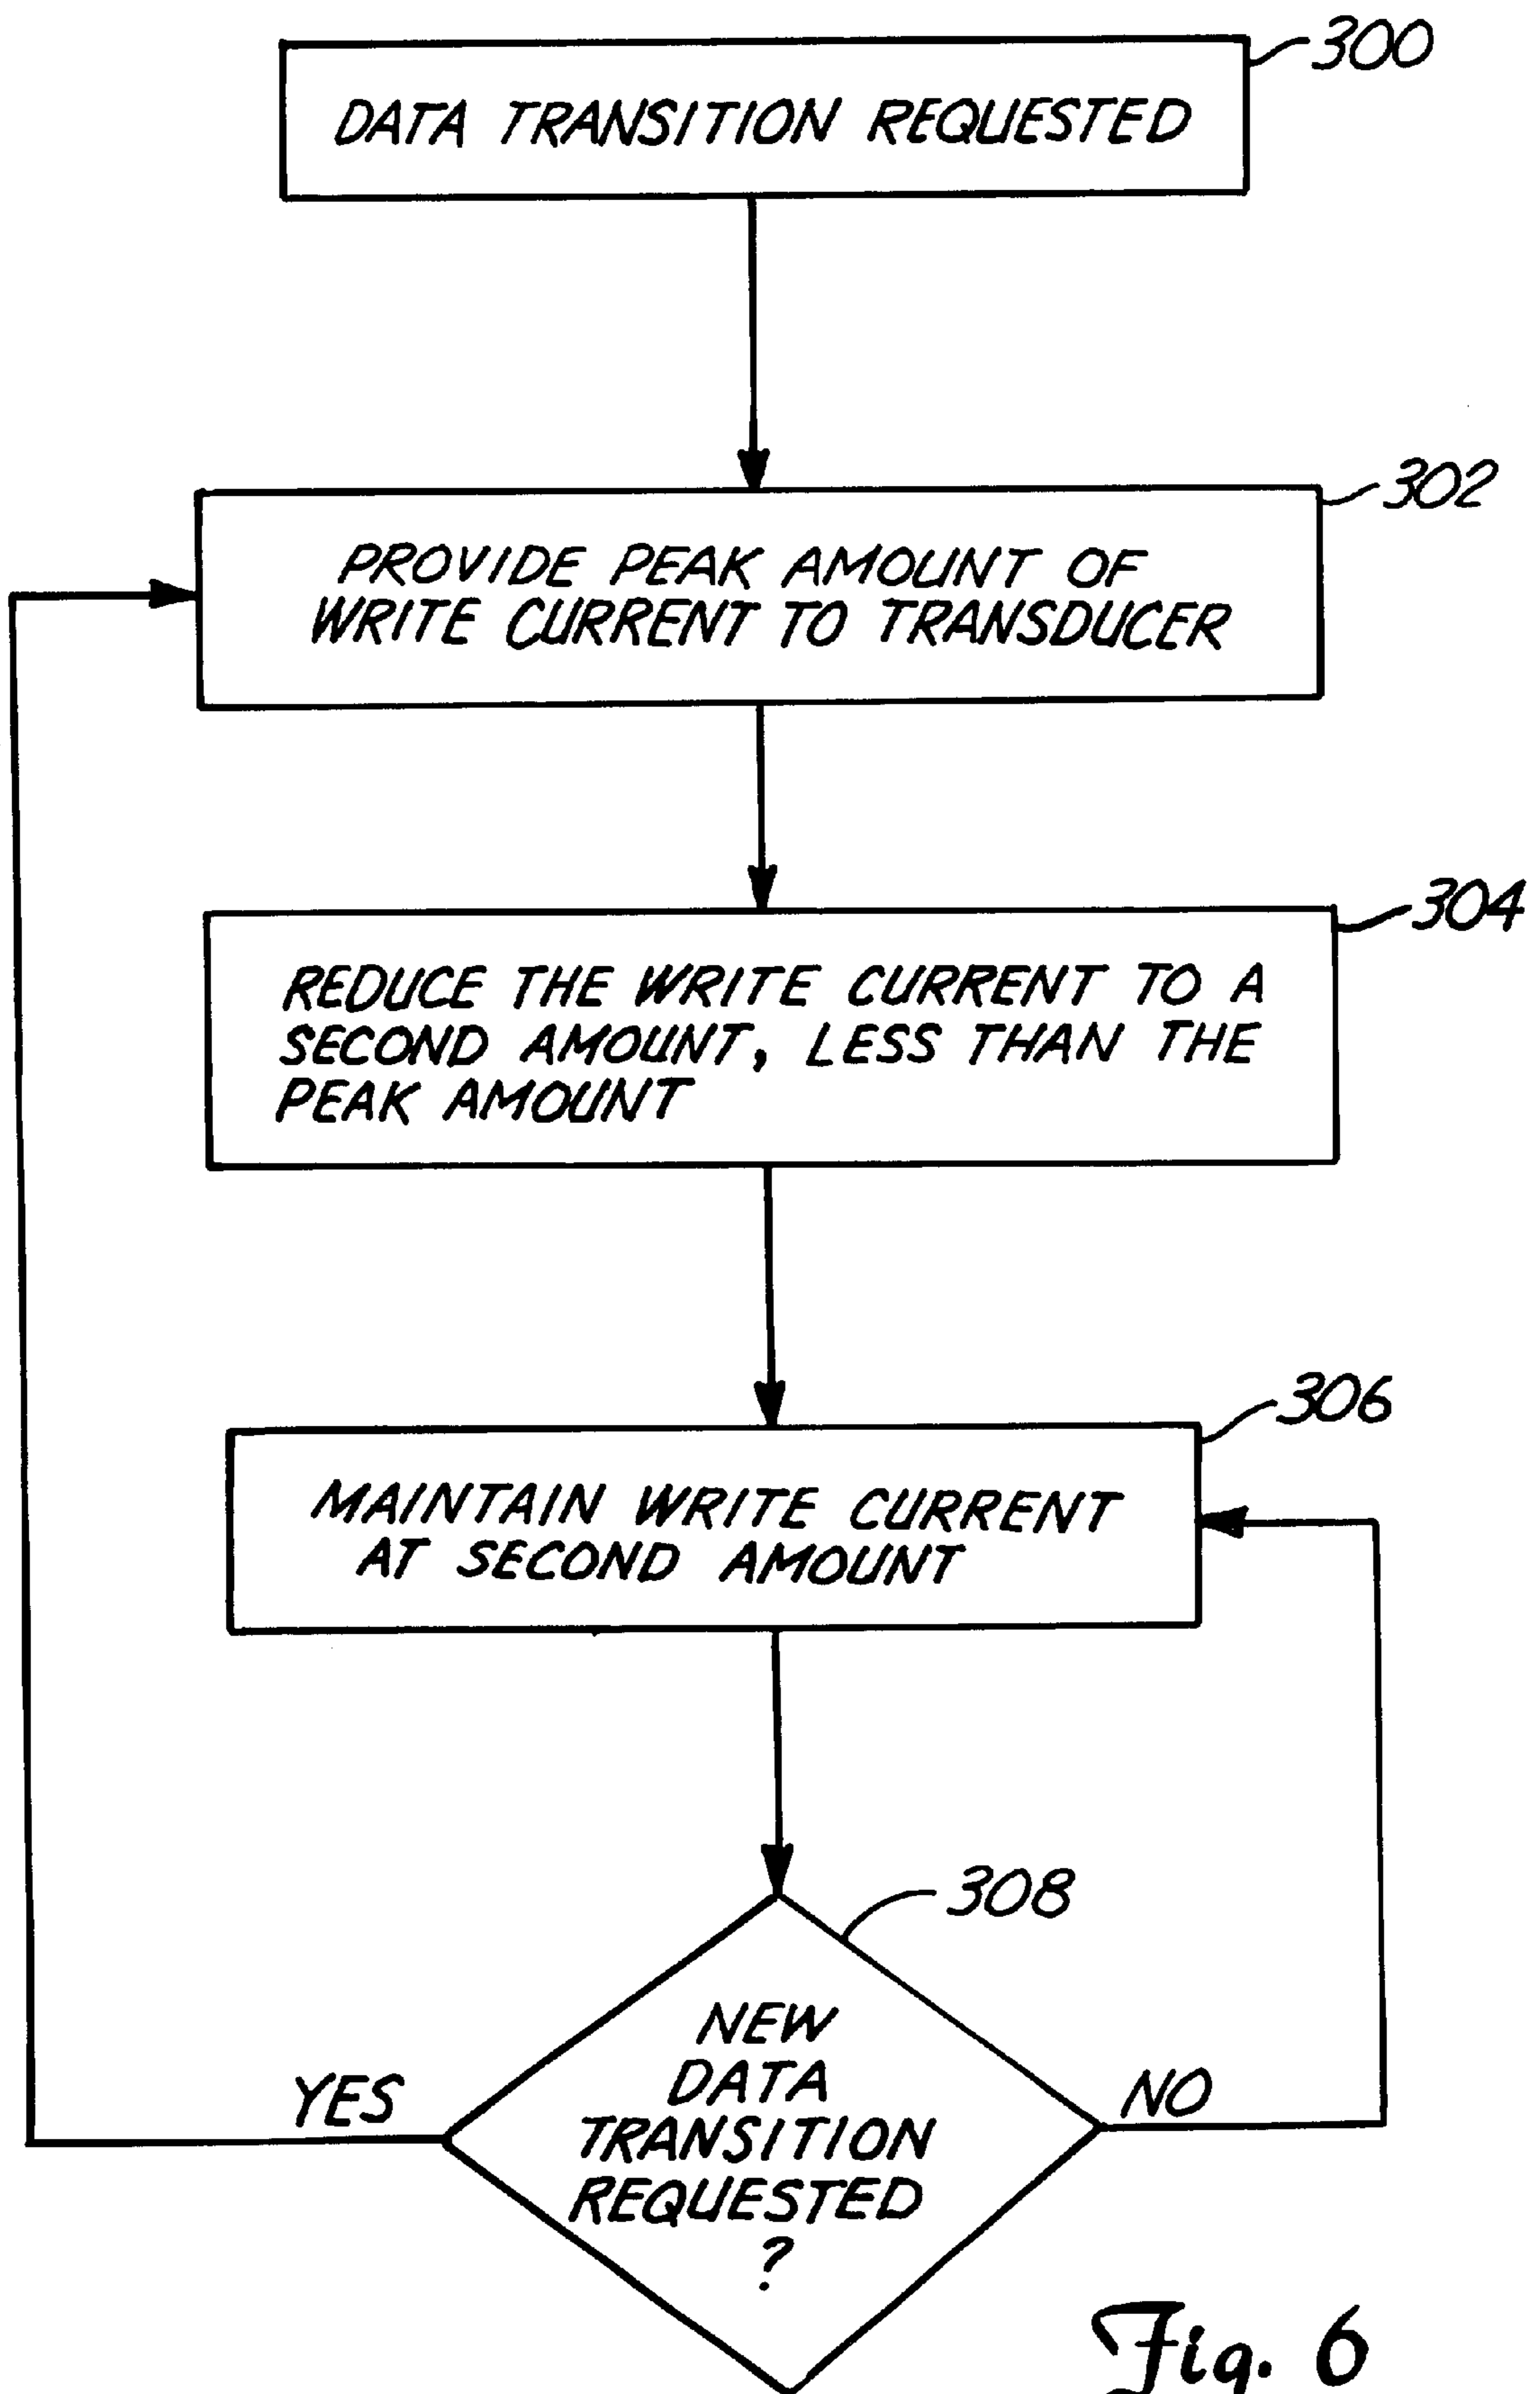 300
DATA TRANSITION REQUESTED
302
PROVIDE PEAK AMOUNT OF
WRITE CURRENT TO TRANSDUCER
304
REDUCE THE WRITE CURRENT TO A
SECOND AMOUNT, LESS THAN THE
PEAK AMOUNT
306
MAINTAIN WRITE CURRENT
AT SECOND AMOUNT
308
NEW
DATA
TRANSITION
REQUESTED
?
YES
NO
Fig. 6